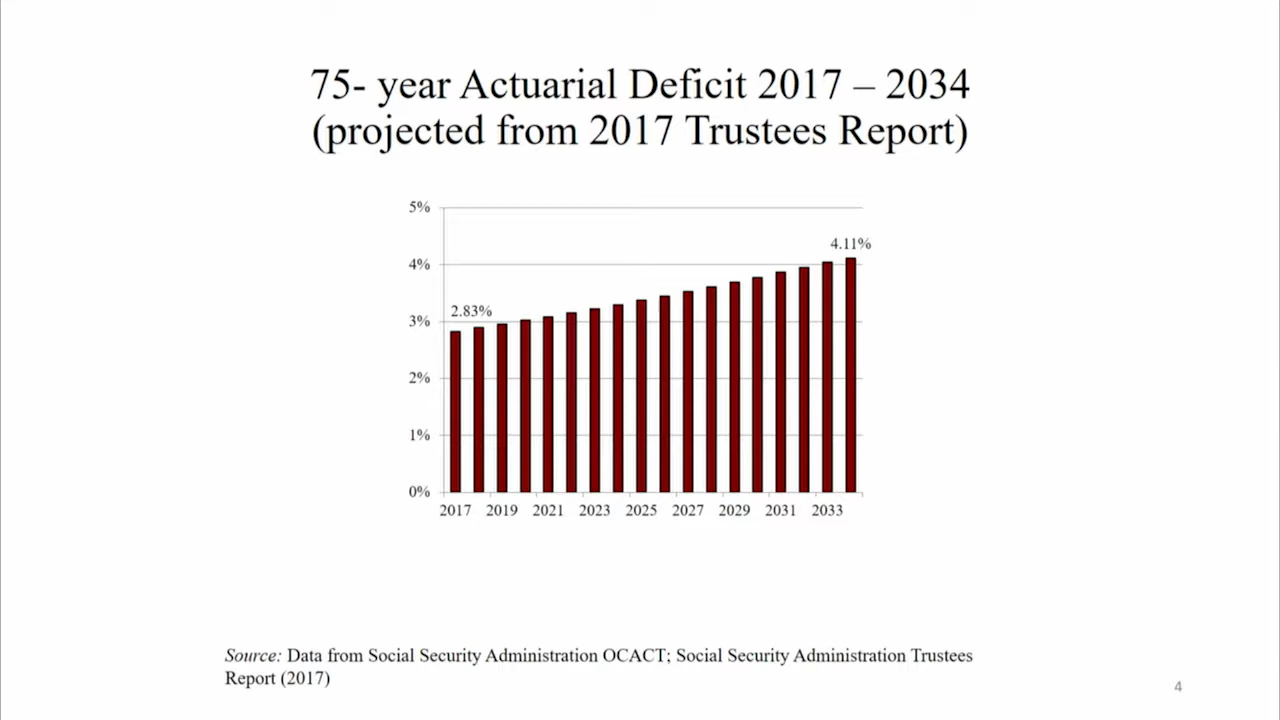 75- year Actuarial Deficit 2017 – 2034
(projected from 2017 Trustees Report)
5%
4.11%
4%
2.83%
3%
2%
1%
0%
2017 2019 2021 2023 2025 2027 2029 2031 2033
Source: Data from Social Security Administration OCACT; Social Security Administration Trustees
Report (2017)
4